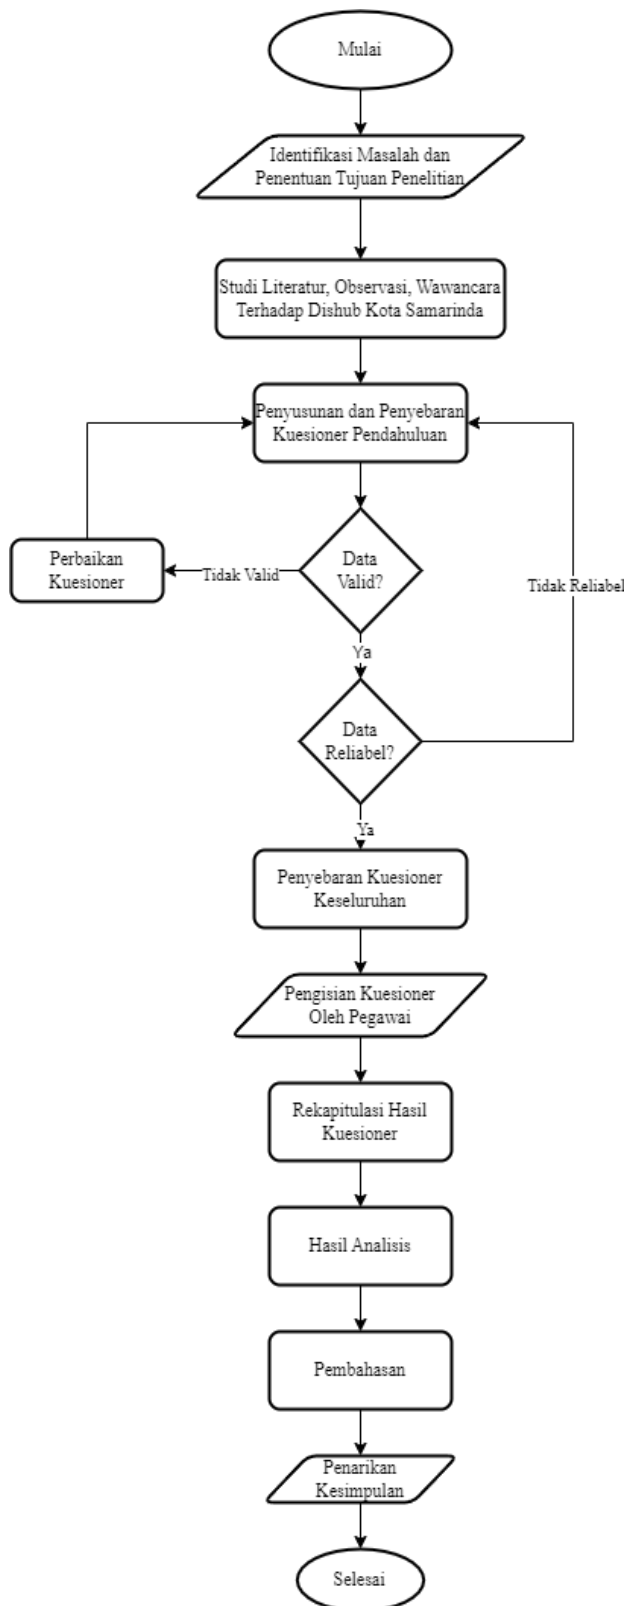 Mulai
Identifikasi Masalah dan
Penentuan Tujuan Penelitian
Studi Literatur, Observasi, Wawancara
Terhadap Dishub Kota Samarinda
Penyusunan dan Penyebaran
Kuesioner Pendahuluan
Perbaikan
Kuesioner
Tidak Valid
Data
Valid?
Tidak Reliabel
Ya
Data
Reliabel?
Ya
Penyebaran Kuesioner
Keseluruhan
Pengisian Kuesioner
Oleh Pegawai
Rekapitulasi Hasil
Kuesioner
Hasil Analisis
Pembahasan
Penarikan
Kesimpulan
Selesai